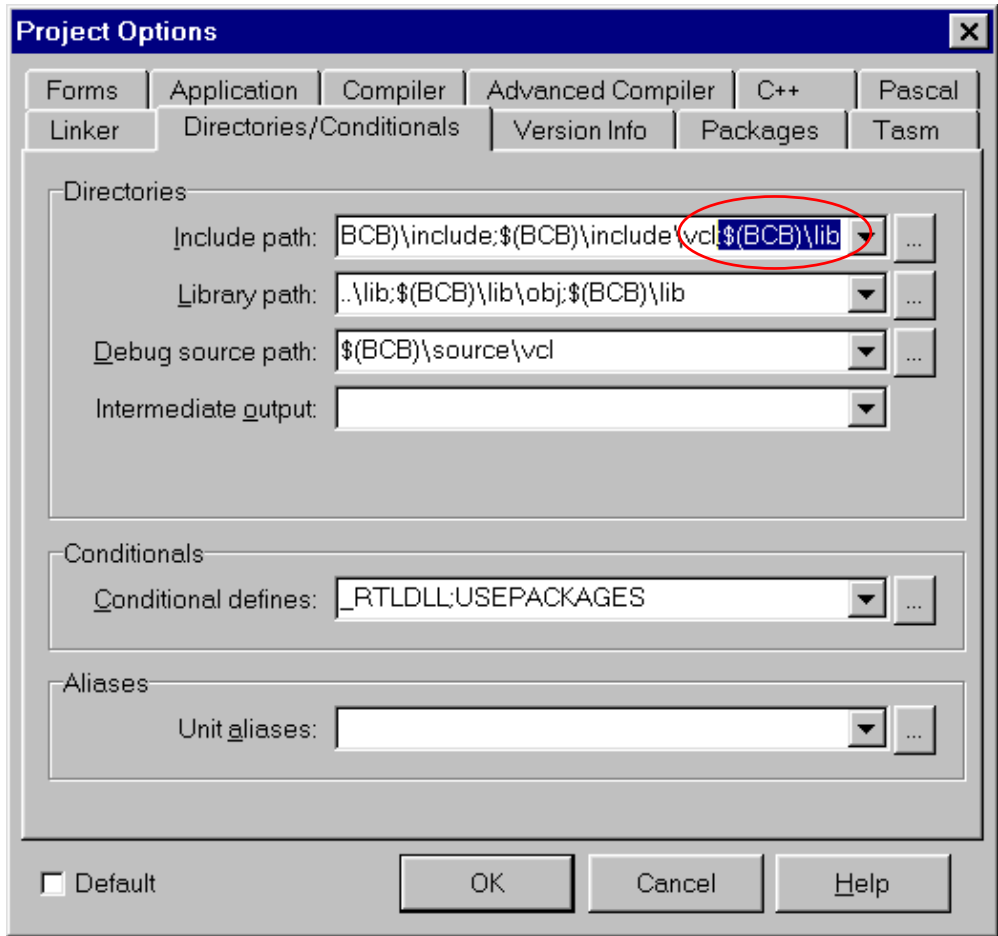 Project Options
Forms Application Compiler Advanced Compiler C++ Pascal
Linker Directories/Conditionals Version Info Packages Tasm
Directories
Include path: BCB)\include;$(BCB)\include\vcl;$(BCB)\lib ...
Library path: ..\lib;$(BCB)\lib\obj;$(BCB)\lib ...
Debug source path: $(BCB)\source\vcl ...
Intermediate output:
Conditionals
Conditional defines: _RTLDLL;USEPACKAGES ...
Aliases
Unit aliases: ...
Default OK Cancel Help